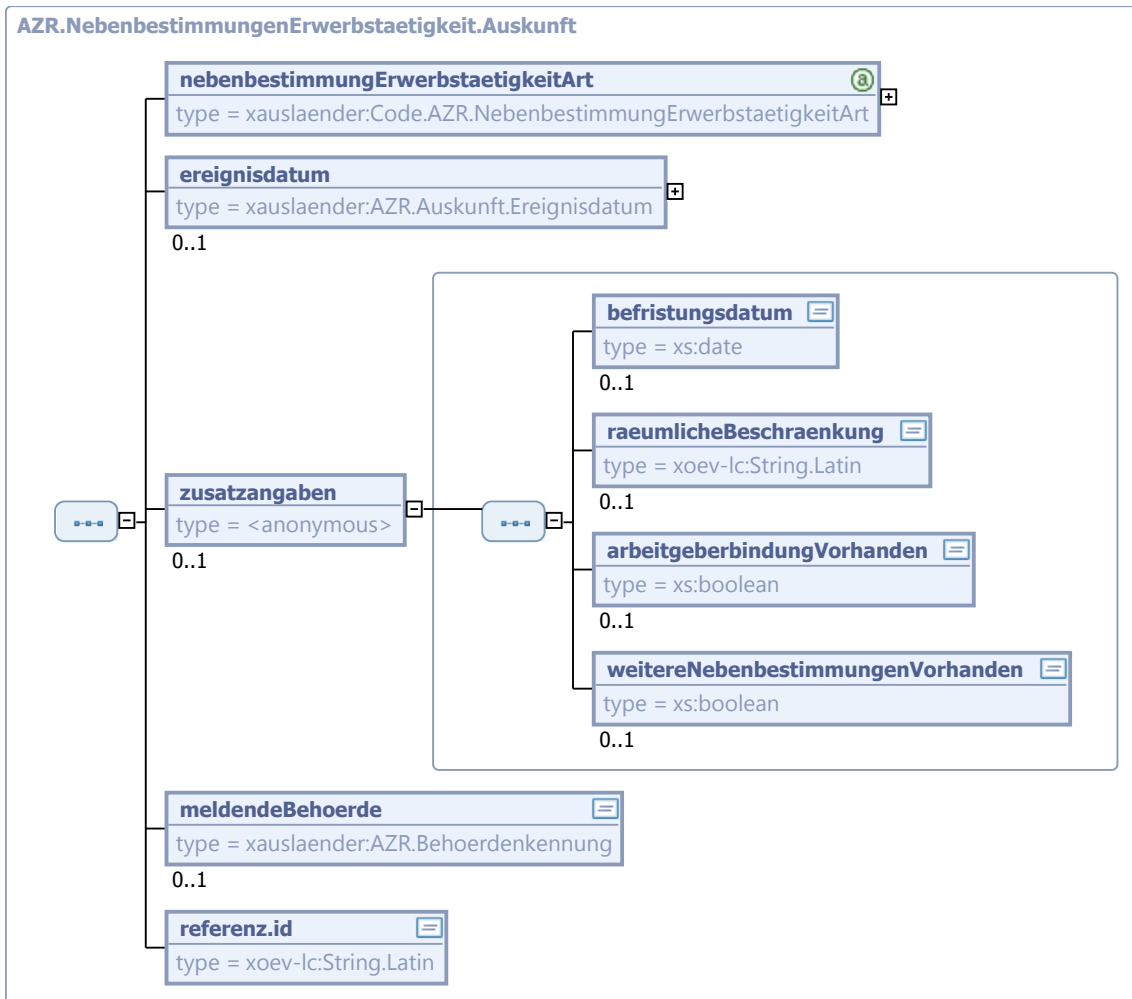 AZR.NebenbestimmungenErwerbstaetigkeit.Auskunft
nebenbestimmungErwerbstaetigkeitArt
type = xauslaender:Code.AZR.NebenbestimmungErwerbstaetigkeitArt
ereignisdatum
type = xauslaender:AZR.Auskunft.Ereignisdatum
0..1
zusatzangaben
type = <anonymous>
0..1
befristungsdatum
type = xs:date
0..1
raeumlicheBeschraenkung
type = xoev-lc:String.Latin
0..1
arbeitgeberbindungVorhanden
type = xs:boolean
0..1
weitereNebenbestimmungenVorhanden
type = xs:boolean
0..1
meldendeBehoerde
type = xauslaender:AZR.Behoerdenkennung
0..1
referenz.id
type = xoev-lc:String.Latin